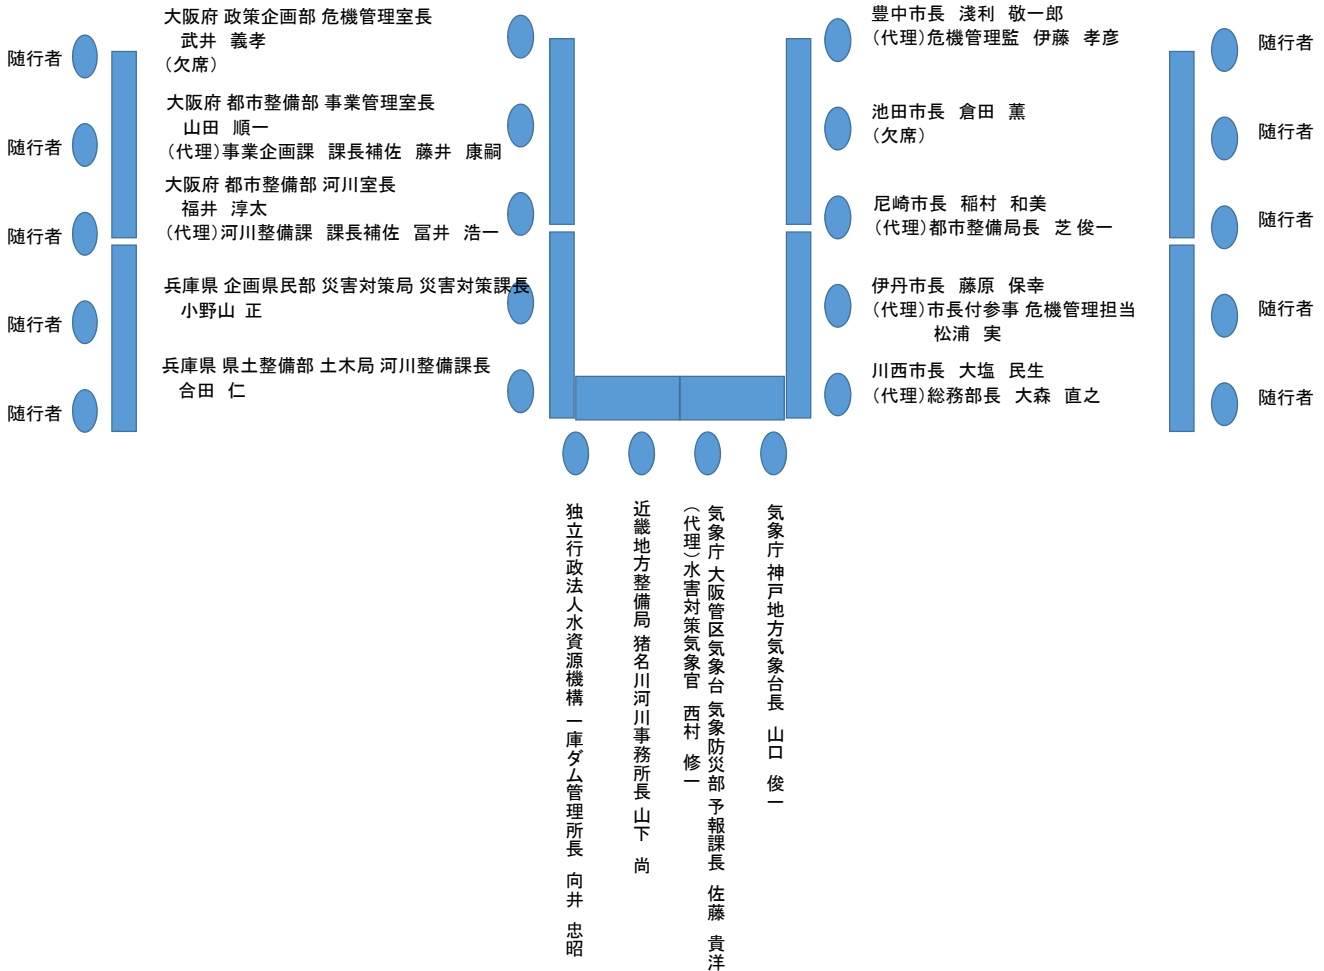 大阪府 政策企画部 危機管理室長
武井 義孝
（欠席）
大阪府 都市整備部 事業管理室長
山田 順一
（代理）事業企画課 課長補佐 藤井 康嗣
大阪府 都市整備部 河川室長
福井 淳太
（代理）河川整備課 課長補佐 冨井 浩一
兵庫県 企画県民部 災害対策局 災害対策課長
小野山 正
兵庫県 県土整備部 土木局 河川整備課長
合田 仁
随行者
随行者
随行者
随行者
随行者
豊中市長 淺利 敬一郎
（代理）危機管理監 伊藤 孝彦
池田市長 倉田 薫
（欠席）
尼崎市長 稲村 和美
（代理）都市整備局長 芝 俊一
伊丹市長 藤原 保幸
（代理）市長付参事 危機管理担当
松浦 実
川西市長 大塩 民生
（代理）総務部長 大森 直之
随行者
随行者
随行者
随行者
随行者
独立行政法人水資源機構 一庫ダム管理所長 向井 忠昭
近畿地方整備局 猪名川河川事務所長 山下 尚
気象庁 大阪管区気象台 気象防災部 予報課長 佐藤 貴洋
（代理）水害対策気象官 西村 修一
気象庁 神戸地方気象台長 山口 俊一